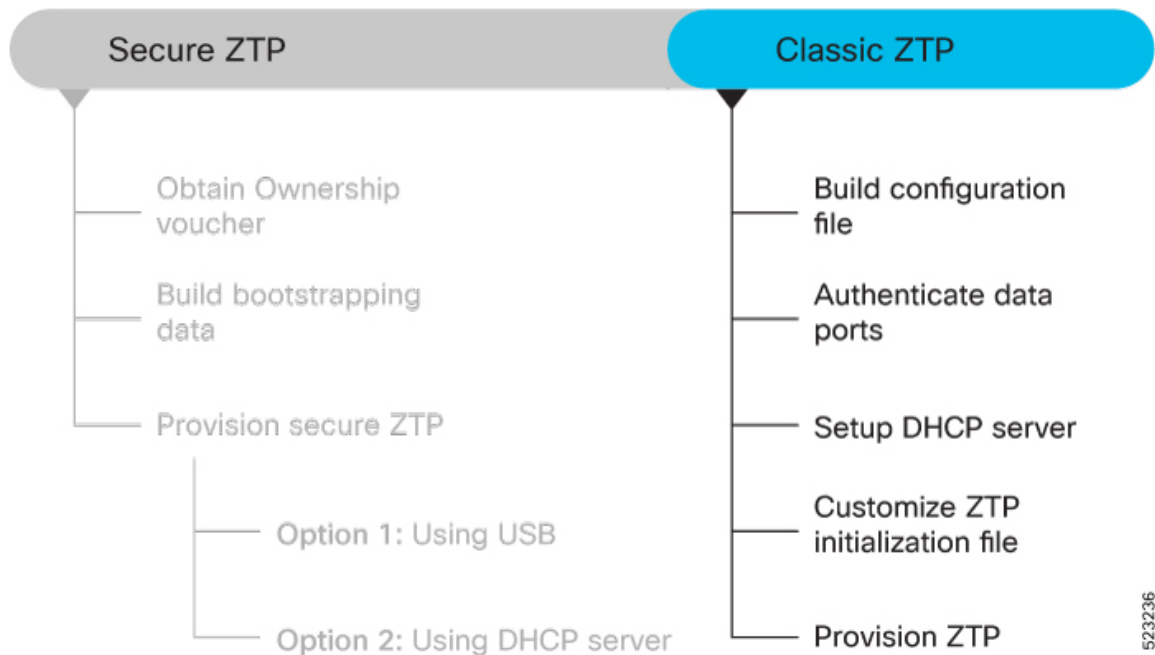 Secure ZTP
Classic ZTP
Obtain Ownership
voucher
Build bootstrapping
data
Provision secure ZTP
Option 1: Using USB
Option 2: Using DHCP server
Build configuration
file
Authenticate data
ports
Setup DHCP server
Customize ZTP
initialization file
Provision ZTP
523236